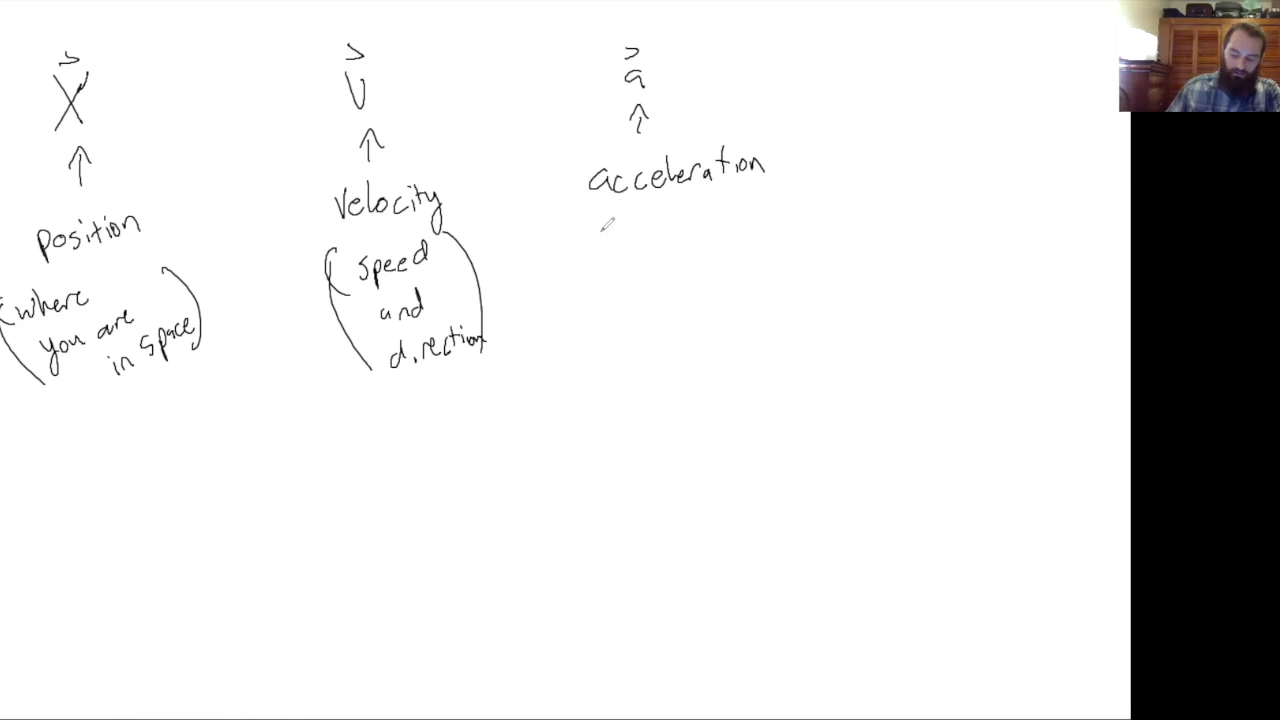 x⃗
position
(where
you are
in space)
v⃗
velocity
(speed
and
direction)
a⃗
acceleration